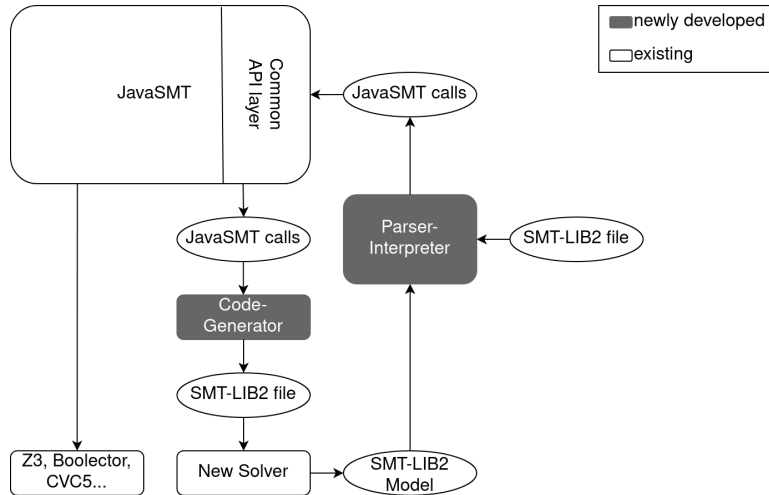 newly developed
existing
JavaSMT
Common
API layer
JavaSMT calls
JavaSMT calls
Parser-
Interpreter
SMT-LIB2 file
Code-
Generator
SMT-LIB2 file
Z3, Boolector,
CVC5...
New Solver
SMT-LIB2
Model